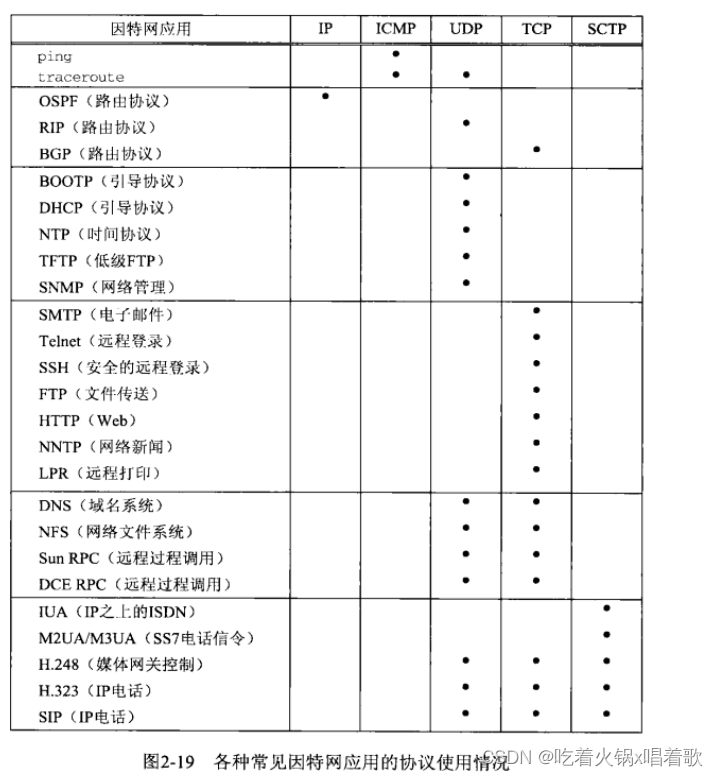 因特网应用 IP ICMP UDP TCP SCTP
ping •
traceroute • •
OSPF（路由协议） •
RIP（路由协议） •
BGP（路由协议） •
BOOTP（引导协议） •
DHCP（引导协议） •
NTP（时间协议） •
TFTP（低级FTP） •
SNMP（网络管理） •
SMTP（电子邮件） •
Telnet（远程登录） •
SSH（安全的远程登录） •
FTP（文件传送） •
HTTP（Web） •
NNTP（网络新闻） •
LPR（远程打印） •
DNS（域名系统） • •
NFS（网络文件系统） • •
Sun RPC（远程过程调用） • •
DCE RPC（远程过程调用） • •
IUA（IP之上的ISDN） •
M2UA/M3UA（SS7电话信令） •
H.248（媒体网关控制） • • •
H.323（IP电话） • • •
SIP（IP电话） • • •
图2-19 各种常见因特网应用的协议使用情况
CSDN @吃着火锅x唱着歌